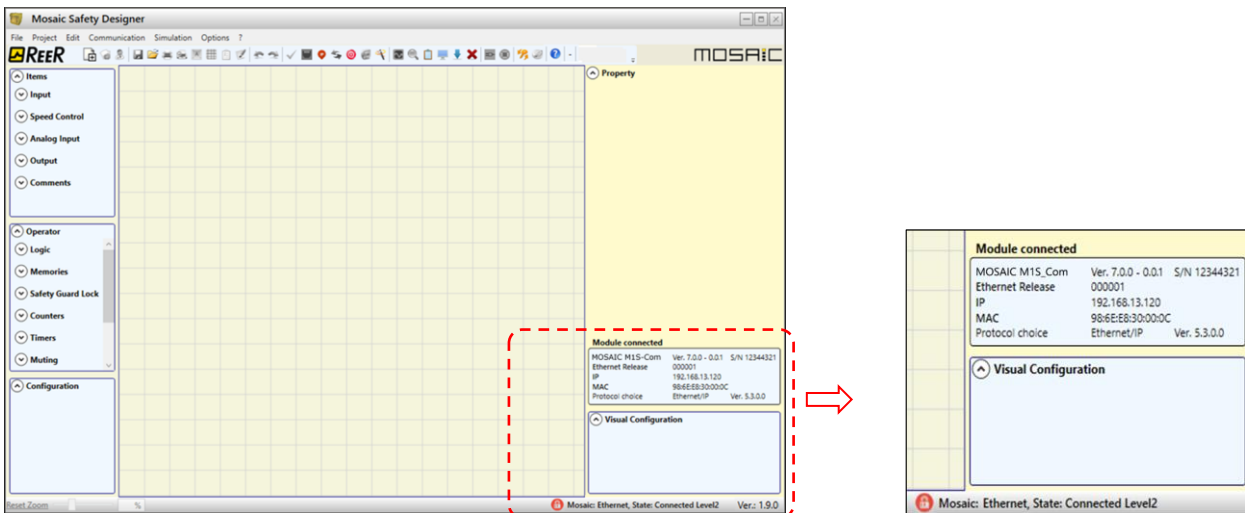 Mosaic Safety Designer
File Project Edit Communication Simulation Options ?
REER
MOSAIC
Items
Input
Speed Control
Analog Input
Output
Comments
Operator
Logic
Memories
Safety Guard Lock
Counters
Timers
Muting
Configuration
Property
Module connected
MOSAIC M1S-Com Ver. 7.0.0 - 0.0.1 S/N 12344321
Ethernet Release 000001
IP 192.168.13.120
MAC 98:6E:E8:30:00:0C
Protocol choice Ethernet/IP Ver. 5.3.0.0
Visual Configuration
Reset Zoom %
Mosaic: Ethernet, State: Connected Level2 Ver.: 1.9.0
Module connected
MOSAIC M1S_Com Ver. 7.0.0 - 0.0.1 S/N 12344321
Ethernet Release 000001
IP 192.168.13.120
MAC 98:6E:E8:30:00:0C
Protocol choice Ethernet/IP Ver. 5.3.0.0
Visual Configuration
Mosaic: Ethernet, State: Connected Level2